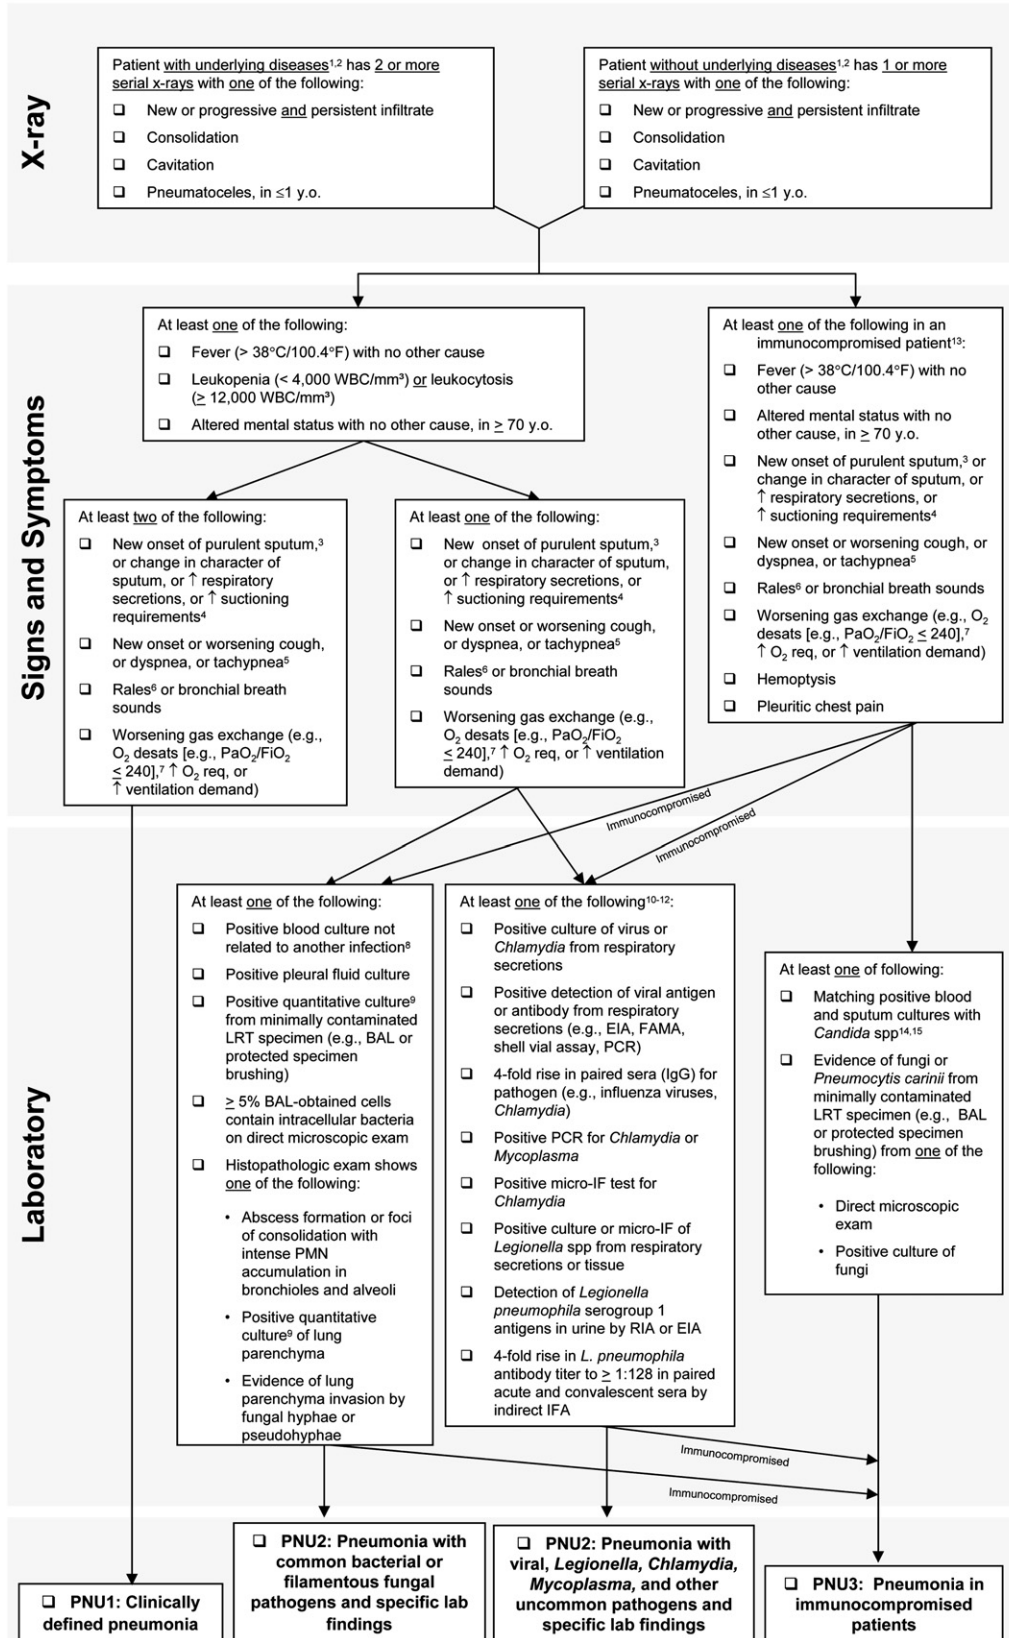 X-ray
Patient with underlying diseases¹,² has 2 or more
serial x-rays with one of the following:
❑ New or progressive and persistent infiltrate
❑ Consolidation
❑ Cavitation
❑ Pneumatoceles, in ≤1 y.o.
Patient without underlying diseases¹,² has 1 or more
serial x-rays with one of the following:
❑ New or progressive and persistent infiltrate
❑ Consolidation
❑ Cavitation
❑ Pneumatoceles, in ≤1 y.o.
Signs and Symptoms
At least one of the following:
❑ Fever (> 38°C/100.4°F) with no other cause
❑ Leukopenia (< 4,000 WBC/mm³) or leukocytosis
(≥ 12,000 WBC/mm³)
❑ Altered mental status with no other cause, in ≥ 70 y.o.
At least one of the following in an
immunocompromised patient¹³:
❑ Fever (> 38°C/100.4°F) with no
other cause
❑ Altered mental status with no
other cause, in ≥ 70 y.o.
❑ New onset of purulent sputum,³ or
change in character of sputum, or
↑ respiratory secretions, or
↑ suctioning requirements⁴
❑ New onset or worsening cough, or
dyspnea, or tachypnea⁵
❑ Rales⁶ or bronchial breath sounds
❑ Worsening gas exchange (e.g., O₂
desats [e.g., PaO₂/FiO₂ ≤ 240],⁷
↑ O₂ req, or ↑ ventilation demand)
❑ Hemoptysis
❑ Pleuritic chest pain
At least two of the following:
❑ New onset of purulent sputum,³
or change in character of
sputum, or ↑ respiratory
secretions, or ↑ suctioning
requirements⁴
❑ New onset or worsening cough,
or dyspnea, or tachypnea⁵
❑ Rales⁶ or bronchial breath
sounds
❑ Worsening gas exchange (e.g.,
O₂ desats [e.g., PaO₂/FiO₂
≤ 240],⁷ ↑ O₂ req, or
↑ ventilation demand)
At least one of the following:
❑ New onset of purulent sputum,³
or change in character of sputum,
or ↑ respiratory secretions, or
↑ suctioning requirements⁴
❑ New onset or worsening cough,
or dyspnea, or tachypnea⁵
❑ Rales⁶ or bronchial breath
sounds
❑ Worsening gas exchange (e.g.,
O₂ desats [e.g., PaO₂/FiO₂
≤ 240],⁷ ↑ O₂ req, or ↑ ventilation
demand)
Immunocompromised
Immunocompromised
Laboratory
At least one of the following:
❑ Positive blood culture not
related to another infection⁸
❑ Positive pleural fluid culture
❑ Positive quantitative culture⁹
from minimally contaminated
LRT specimen (e.g., BAL or
protected specimen
brushing)
❑ ≥ 5% BAL-obtained cells
contain intracellular bacteria
on direct microscopic exam
❑ Histopathologic exam shows
one of the following:
• Abscess formation or foci
of consolidation with
intense PMN
accumulation in
bronchioles and alveoli
• Positive quantitative
culture⁹ of lung
parenchyma
• Evidence of lung
parenchyma invasion by
fungal hyphae or
pseudohyphae
At least one of the following¹⁰⁻¹²:
❑ Positive culture of virus or
Chlamydia from respiratory
secretions
❑ Positive detection of viral antigen
or antibody from respiratory
secretions (e.g., EIA, FAMA,
shell vial assay, PCR)
❑ 4-fold rise in paired sera (IgG) for
pathogen (e.g., influenza viruses,
Chlamydia)
❑ Positive PCR for Chlamydia or
Mycoplasma
❑ Positive micro-IF test for
Chlamydia
❑ Positive culture or micro-IF of
Legionella spp from respiratory
secretions or tissue
❑ Detection of Legionella
pneumophila serogroup 1
antigens in urine by RIA or EIA
❑ 4-fold rise in L. pneumophila
antibody titer to ≥ 1:128 in paired
acute and convalescent sera by
indirect IFA
At least one of following:
❑ Matching positive blood
and sputum cultures with
Candida spp¹⁴,¹⁵
❑ Evidence of fungi or
Pneumocytis carinii from
minimally contaminated
LRT specimen (e.g., BAL
or protected specimen
brushing) from one of the
following:
• Direct microscopic
exam
• Positive culture of
fungi
Immunocompromised
Immunocompromised
❑ PNU1: Clinically
defined pneumonia
❑ PNU2: Pneumonia with
common bacterial or
filamentous fungal
pathogens and specific lab
findings
❑ PNU2: Pneumonia with
viral, Legionella, Chlamydia,
Mycoplasma, and other
uncommon pathogens and
specific lab findings
❑ PNU3: Pneumonia in
immunocompromised
patients